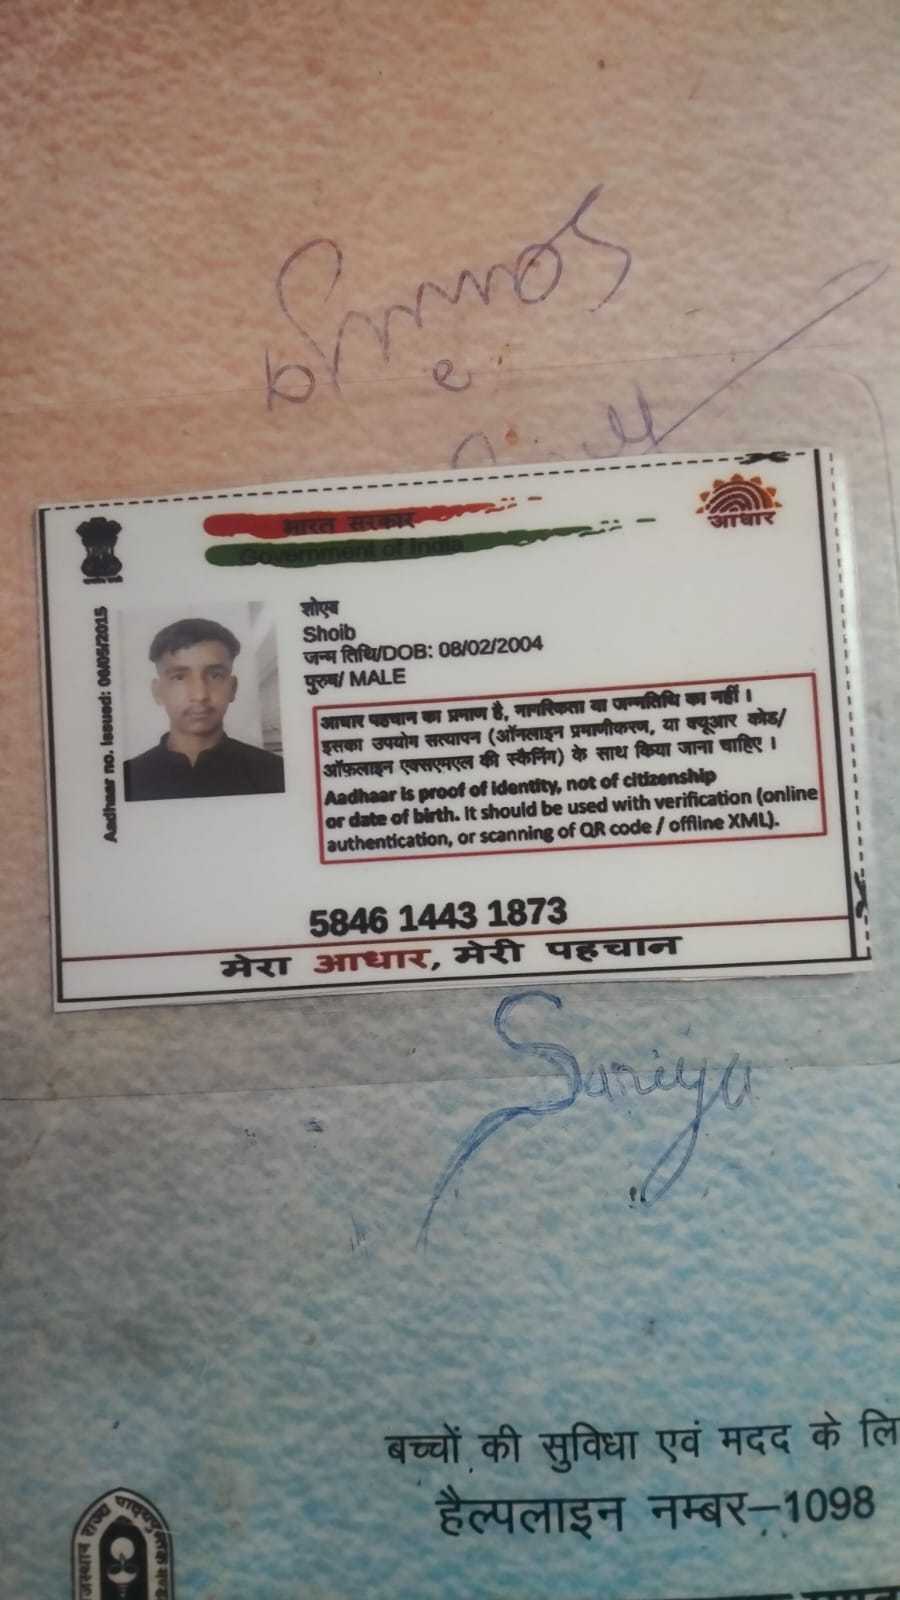 भारत सरकार
Government of India
आधार
Aadhaar no. issued: 08/05/2015
शोएब
Shoib
जन्म तिथि/DOB: 08/02/2004
पुरुष/ MALE
आधार पहचान का प्रमाण है, नागरिकता या जन्मतिथि का नहीं ।
इसका उपयोग सत्यापन (ऑनलाइन प्रमाणीकरण, या क्यूआर कोड/
ऑफ़लाइन एक्सएमएल की स्कैनिंग) के साथ किया जाना चाहिए ।
Aadhaar is proof of identity, not of citizenship
or date of birth. It should be used with verification (online
authentication, or scanning of QR code / offline XML).
5846 1443 1873
मेरा आधार, मेरी पहचान
Sariya
बच्चों की सुविधा एवं मदद के लि
हैल्पलाइन नम्बर–1098